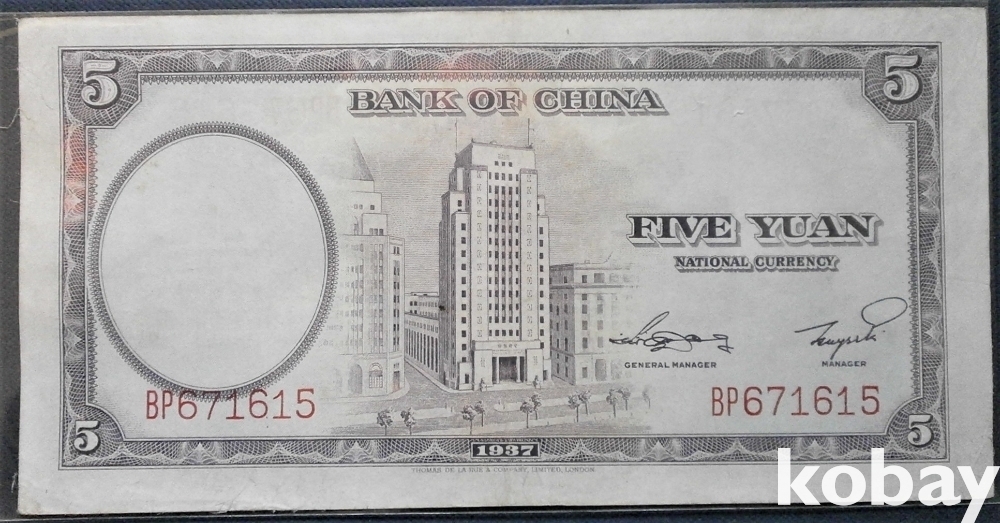 5
5
BANK OF CHINA
FIVE YUAN
NATIONAL CURRENCY
GENERAL MANAGER
MANAGER
BP671615
BP671615
5
1937
5
THOMAS DE LA RUE & COMPANY, LIMITED, LONDON
kobay